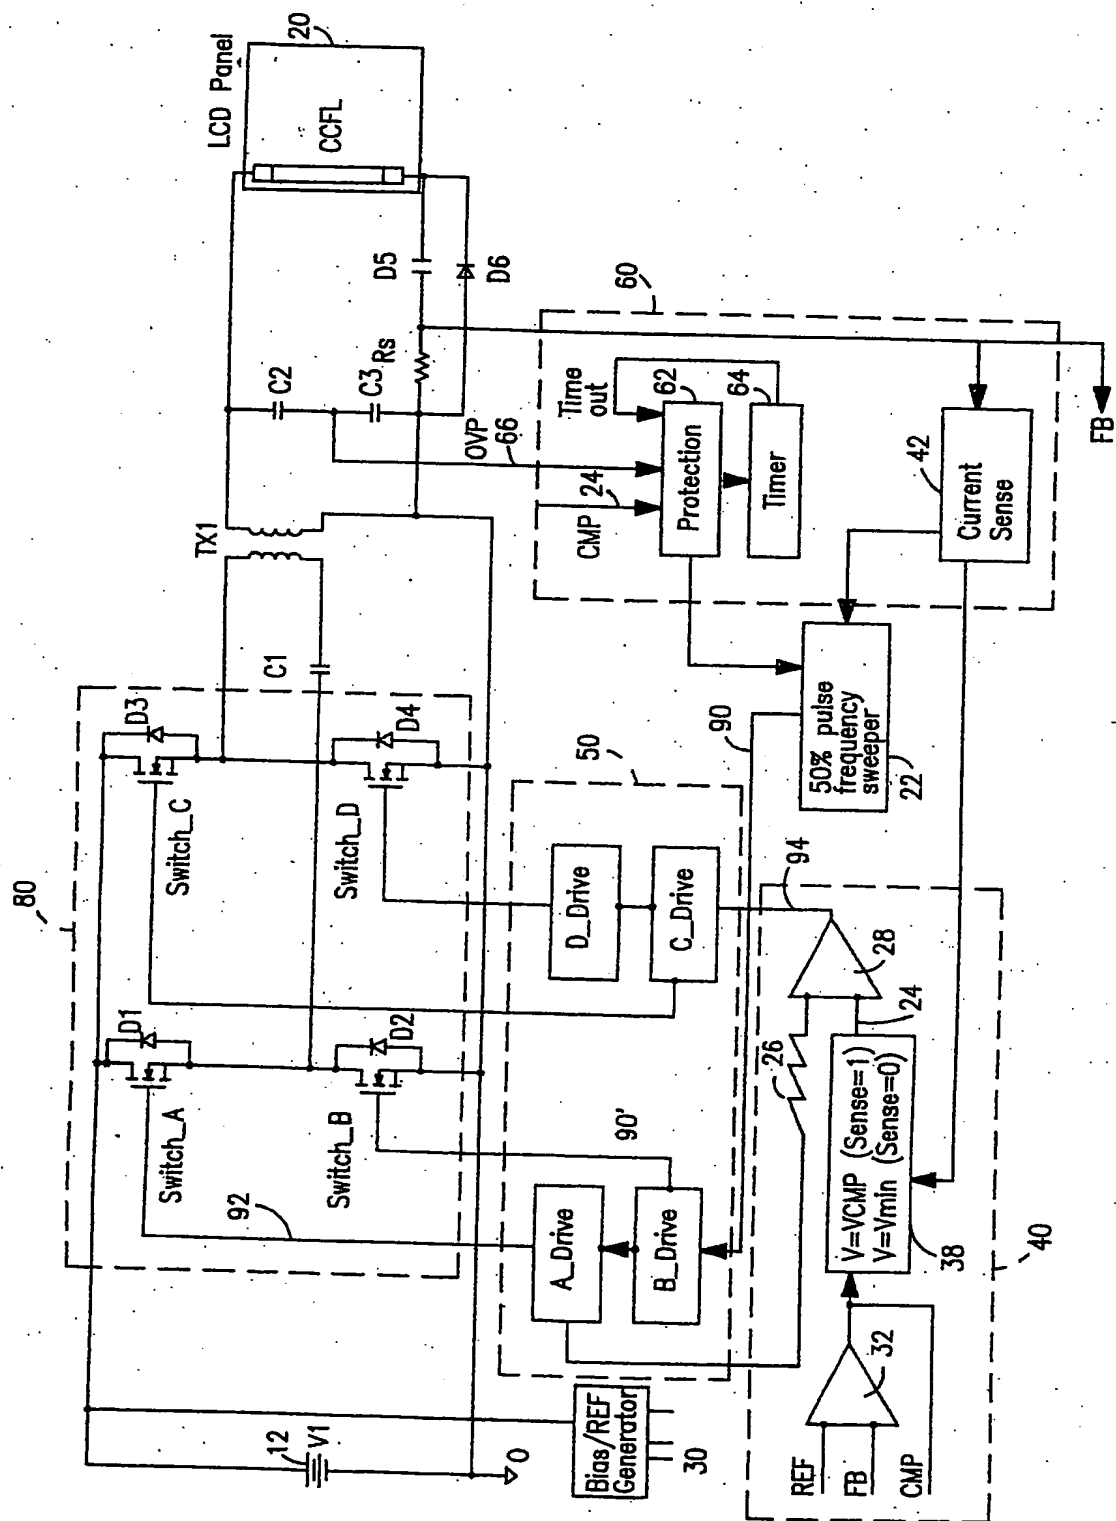 LCD Panel
20
CCFL
D5
D6
C2
C3
Rs
TX1
C1
OVP
66
CMP
24
Time
out
60
62
Protection
64
Timer
42
Current
Sense
FB
80
D3
Switch_C
D4
Switch_D
D1
Switch_A
D2
Switch_B
92
90'
50
D_Drive
C_Drive
A_Drive
B_Drive
90
50% pulse
frequency
sweeper
22
94
28
24
26
V=VCMP (Sense=1)
V=Vmin (Sense=0)
38
40
32
REF
FB
CMP
12
V1
0
Bias/REF
Generator
30